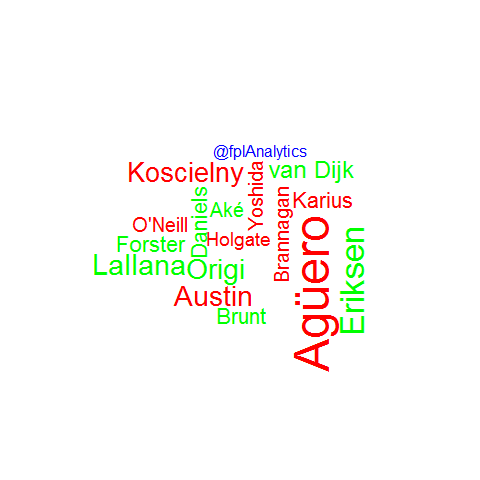 @fplAnalytics
Koscielny
van Dijk
Yoshida
Karius
Daniels
Aké
Brannagan
O'Neill
Holgate
Forster
Agüero
Eriksen
Lallana
Origi
Austin
Brunt